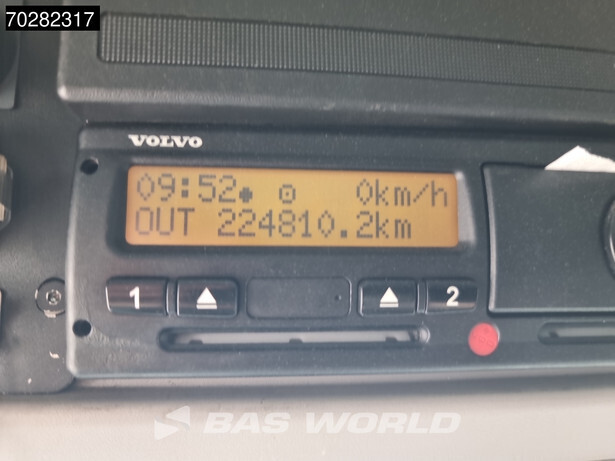 70282317
VOLVO
09:52 0km/h
OUT 224810.2km
1 2
BAS WORLD